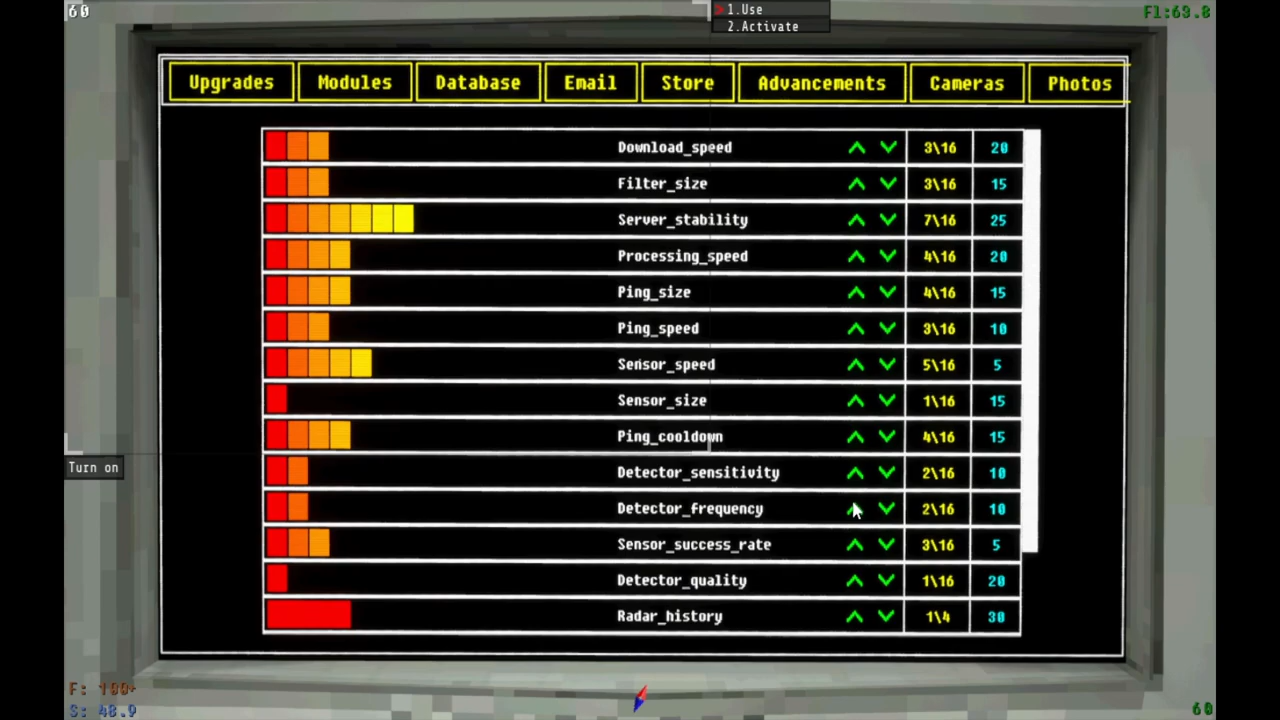 60
1.Use
2.Activate
Fl:69.8
Upgrades Modules Database Email Store Advancements Cameras Photos
Download_speed 3\16 20
Filter_size 3\16 15
Server_stability 7\16 25
Processing_speed 4\16 20
Ping_size 4\16 15
Ping_speed 3\16 10
Sensor_speed 5\16 5
Sensor_size 1\16 15
Ping_cooldown 4\16 15
Turn on
Detector_sensitivity 2\16 10
Detector_frequency 2\16 10
Sensor_success_rate 3\16 5
Detector_quality 1\16 20
Radar_history 1\4 30
F: 100+
S: 48.9
60